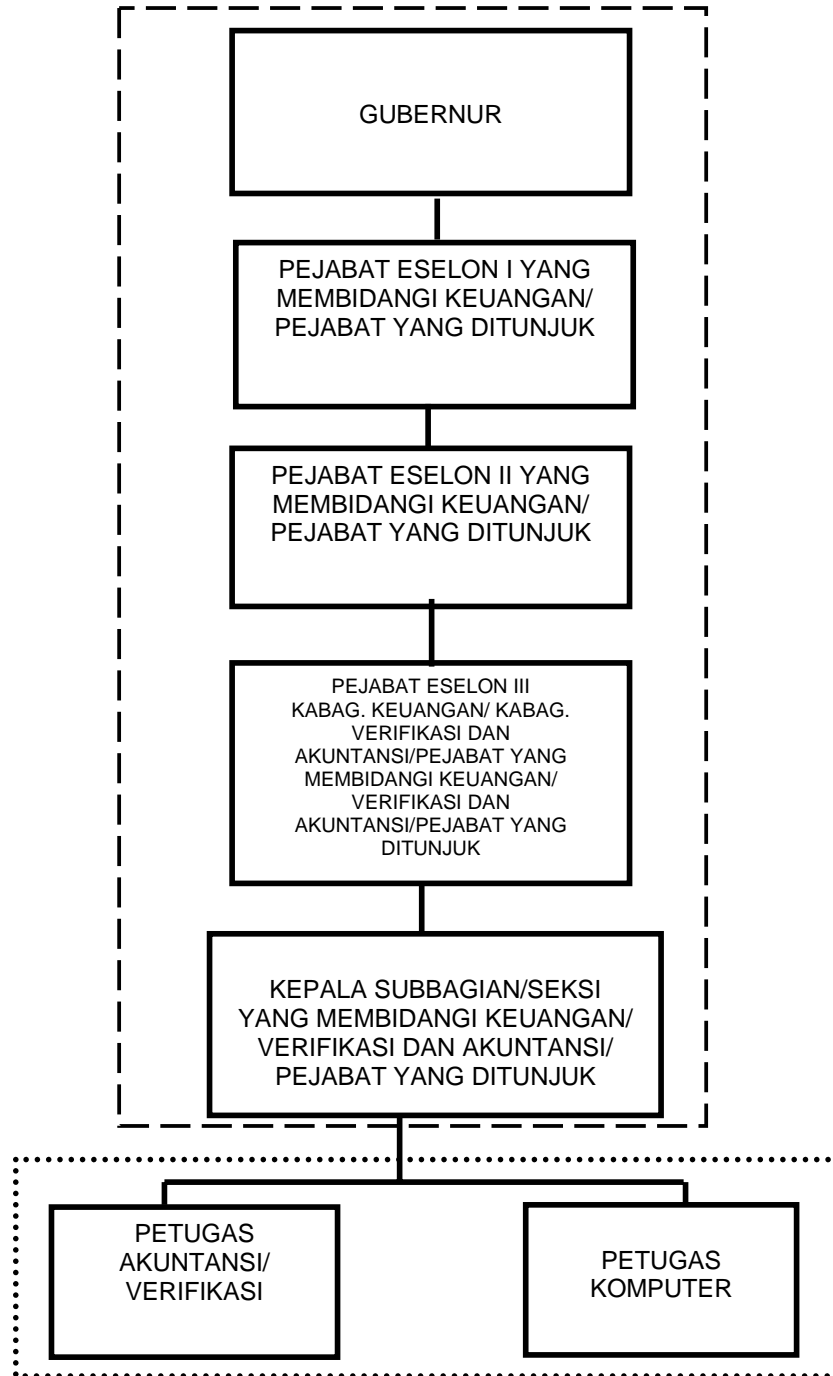 GUBERNUR
PEJABAT ESELON I YANG
MEMBIDANGI KEUANGAN/
PEJABAT YANG DITUNJUK
PEJABAT ESELON II YANG
MEMBIDANGI KEUANGAN/
PEJABAT YANG DITUNJUK
PEJABAT ESELON III
KABAG. KEUANGAN/ KABAG.
VERIFIKASI DAN
AKUNTANSI/PEJABAT YANG
MEMBIDANGI KEUANGAN/
VERIFIKASI DAN
AKUNTANSI/PEJABAT YANG
DITUNJUK
KEPALA SUBBAGIAN/SEKSI
YANG MEMBIDANGI KEUANGAN/
VERIFIKASI DAN AKUNTANSI/
PEJABAT YANG DITUNJUK
PETUGAS
AKUNTANSI/
VERIFIKASI
PETUGAS
KOMPUTER